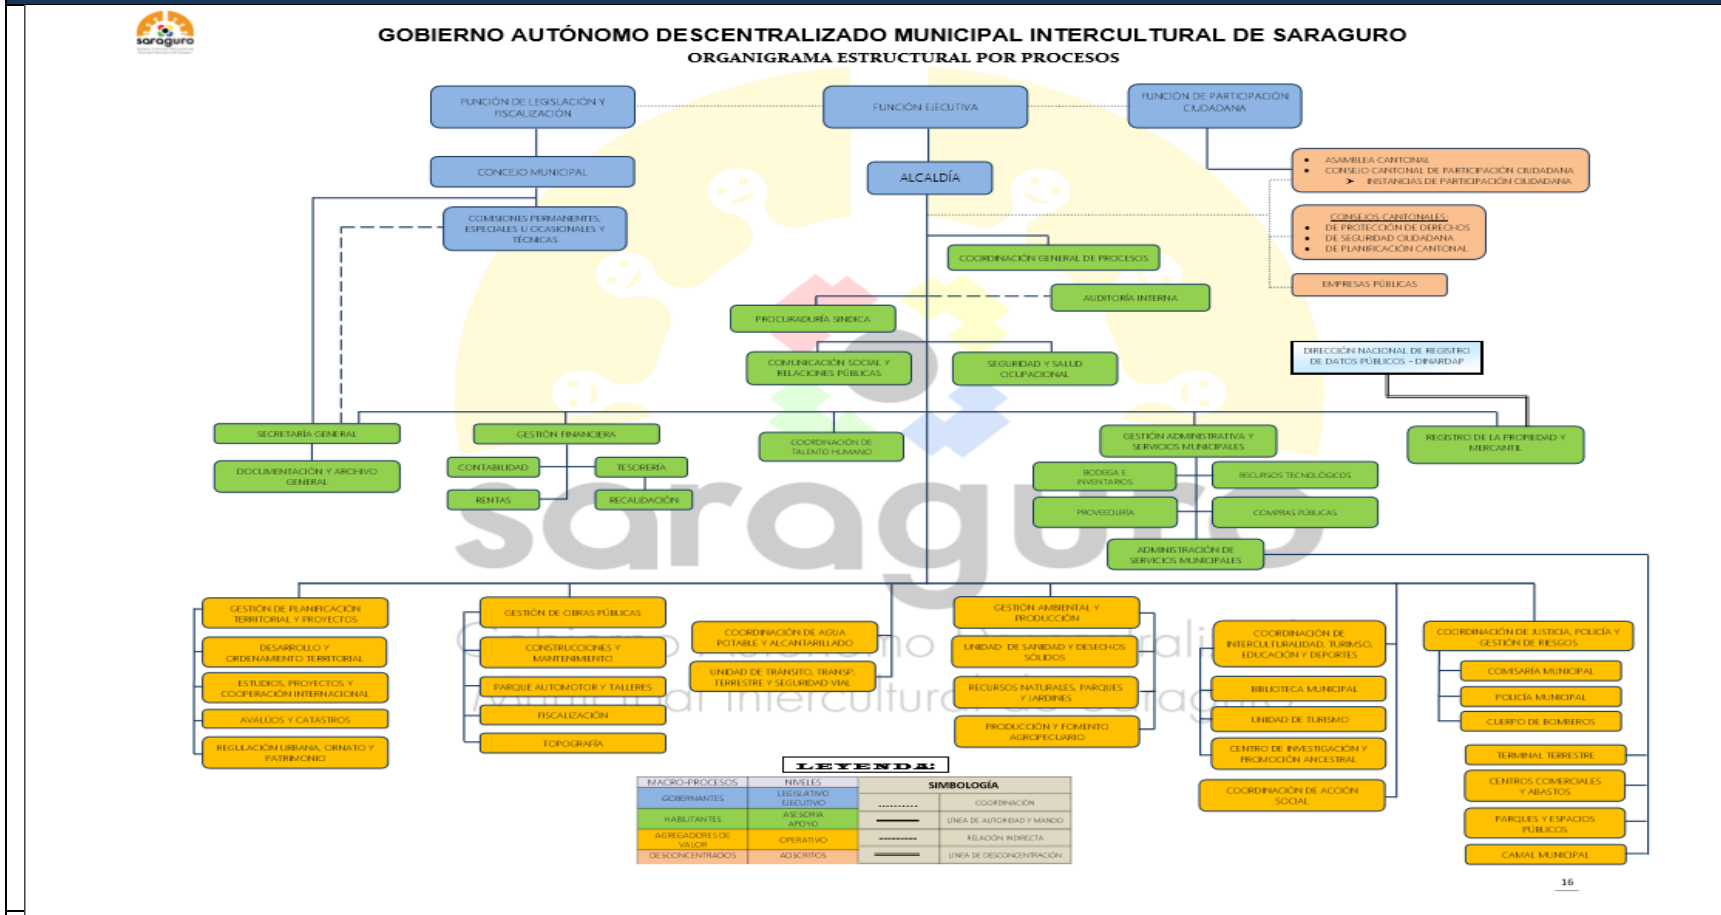 saraguro
GOBIERNO AUTÓNOMO DESCENTRALIZADO MUNICIPAL INTERCULTURAL DE SARAGURO
ORGANIGRAMA ESTRUCTURAL POR PROCESOS
FUNCIÓN DE LEGISLACIÓN Y
FISCALIZACIÓN
FUNCIÓN EJECUTIVA
FUNCIÓN DE PARTICIPACIÓN
CIUDADANA
CONCEJO MUNICIPAL
ALCALDÍA
• ASAMBLEA CANTONAL
• CONSEJO CANTONAL DE PARTICIPACIÓN CIUDADANA
➤ INSTANCIAS DE PARTICIPACIÓN CIUDADANA
COMISIONES PERMANENTES,
ESPECIALES U OCASIONALES Y
TÉCNICAS
CONSEJOS CANTONALES:
• DE PROTECCIÓN DE DERECHOS
• DE SEGURIDAD CIUDADANA
• DE PLANIFICACIÓN CANTONAL
COORDINACIÓN GENERAL DE PROCESOS
EMPRESAS PÚBLICAS
AUDITORÍA INTERNA
PROCURADURÍA SINDICA
COMUNICACIÓN SOCIAL Y
RELACIONES PÚBLICAS
SEGURIDAD Y SALUD
OCUPACIONAL
DIRECCIÓN NACIONAL DE REGISTRO
DE DATOS PÚBLICOS - DINARDAP
SECRETARÍA GENERAL
DOCUMENTACIÓN Y ARCHIVO
GENERAL
GESTIÓN FINANCIERA
CONTABILIDAD
TESORERÍA
RENTAS
RECAUDACIÓN
COORDINACIÓN DE
TALENTO HUMANO
GESTIÓN ADMINISTRATIVA Y
SERVICIOS MUNICIPALES
BODEGA E
INVENTARIOS
RECURSOS TECNOLÓGICOS
PROVEEDURÍA
COMPRAS PÚBLICAS
ADMINISTRACIÓN DE
SERVICIOS MUNICIPALES
REGISTRO DE LA PROPIEDAD Y
MERCANTIL
saraguro
GESTIÓN DE PLANIFICACIÓN
TERRITORIAL Y PROYECTOS
DESARROLLO Y
ORDENAMIENTO TERRITORIAL
ESTUDIOS, PROYECTOS Y
COOPERACIÓN INTERNACIONAL
AVALÚOS Y CATASTROS
REGULACIÓN URBANA, ORNATO Y
PATRIMONIO
GESTIÓN DE OBRAS PÚBLICAS
CONSTRUCCIONES Y
MANTENIMIENTO
PARQUE AUTOMOTOR Y TALLERES
FISCALIZACIÓN
TOPOGRAFÍA
COORDINACIÓN DE AGUA
POTABLE Y ALCANTARILLADO
UNIDAD DE TRÁNSITO, TRANSP.
TERRESTRE Y SEGURIDAD VIAL
GESTIÓN AMBIENTAL Y
PRODUCCIÓN
UNIDAD DE SANIDAD Y DESECHOS
SÓLIDOS
RECURSOS NATURALES, PARQUES
Y JARDINES
PRODUCCIÓN Y FOMENTO
AGROPECUARIO
COORDINACIÓN DE
INTERCULTURALIDAD, TURIMSO,
EDUCACIÓN Y DEPORTES
BIBLIOTECA MUNICIPAL
UNIDAD DE TURISMO
CENTRO DE INVESTIGACIÓN Y
PROMOCIÓN ANCESTRAL
COORDINACIÓN DE ACCIÓN
SOCIAL
COORDINACIÓN DE JUSTICIA, POLICÍA Y
GESTIÓN DE RIESGOS
COMISARÍA MUNICIPAL
POLICÍA MUNICIPAL
CUERPO DE BOMBEROS
TERMINAL TERRESTRE
CENTROS COMERCIALES
Y ABASTOS
PARQUES Y ESPACIOS
PÚBLICOS
CAMAL MUNICIPAL
LEYENDA:
MACRO-PROCESOS
NIVELES
SIMBOLOGÍA
GOBERNANTES
LEGISLATIVO
EJECUTIVO
COORDINACIÓN
HABILITANTES
ASESORIA
APOYO
LÍNEA DE AUTORIDAD Y MANDO
AGREGADORES DE
VALOR
OPERATIVO
RELACIÓN INDIRECTA
DESCONCENTRADOS
ADSCRITOS
LÍNEA DE DESCONCENTRACIÓN
16